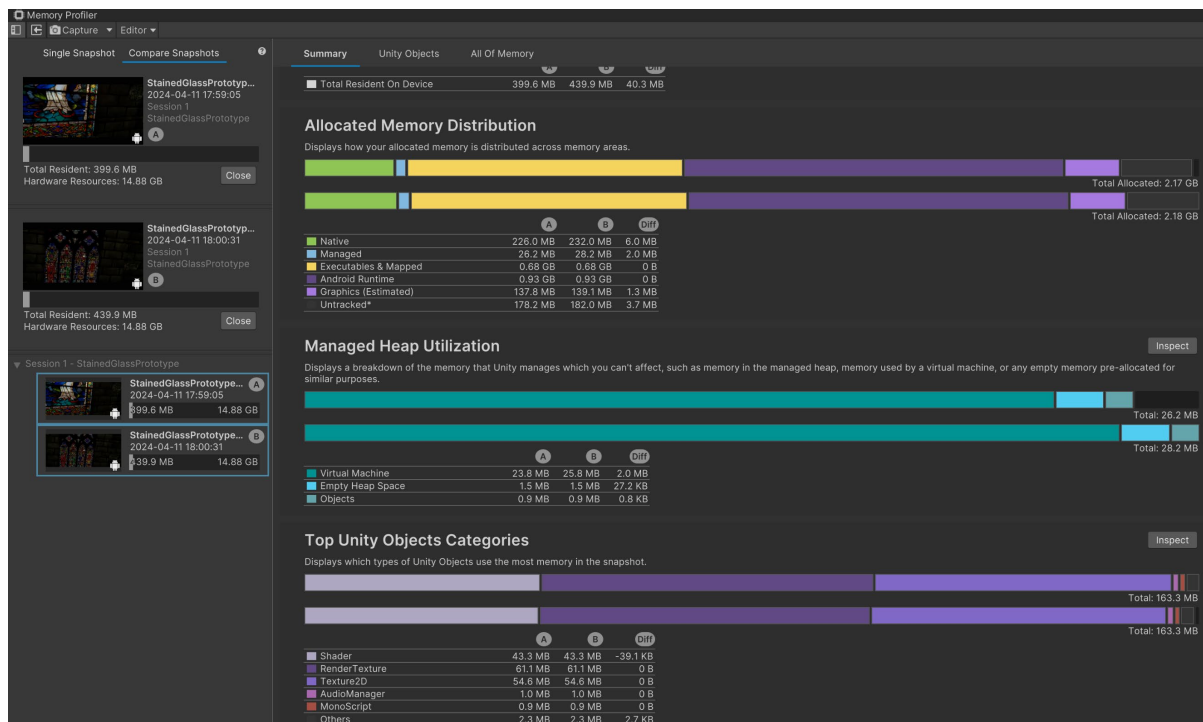 Memory Profiler
Capture Editor
Single Snapshot Compare Snapshots
StainedGlassPrototyp...
2024-04-11 17:59:05
Session 1
StainedGlassPrototype
A
Total Resident: 399.6 MB
Hardware Resources: 14.88 GB
Close
StainedGlassPrototyp...
2024-04-11 18:00:31
Session 1
StainedGlassPrototype
B
Total Resident: 439.9 MB
Hardware Resources: 14.88 GB
Close
Session 1 - StainedGlassPrototype
StainedGlassPrototype... A
2024-04-11 17:59:05
399.6 MB 14.88 GB
StainedGlassPrototype... B
2024-04-11 18:00:31
439.9 MB 14.88 GB
Summary Unity Objects All Of Memory
A B Diff
Total Resident On Device 399.6 MB 439.9 MB 40.3 MB
Allocated Memory Distribution
Displays how your allocated memory is distributed across memory areas.
Total Allocated: 2.17 GB
Total Allocated: 2.18 GB
A B Diff
Native 226.0 MB 232.0 MB 6.0 MB
Managed 26.2 MB 28.2 MB 2.0 MB
Executables & Mapped 0.68 GB 0.68 GB 0 B
Android Runtime 0.93 GB 0.93 GB 0 B
Graphics (Estimated) 137.8 MB 139.1 MB 1.3 MB
Untracked* 178.2 MB 182.0 MB 3.7 MB
Managed Heap Utilization
Inspect
Displays a breakdown of the memory that Unity manages which you can't affect, such as memory in the managed heap, memory used by a virtual machine, or any empty memory pre-allocated for
similar purposes.
Total: 26.2 MB
Total: 28.2 MB
A B Diff
Virtual Machine 23.8 MB 25.8 MB 2.0 MB
Empty Heap Space 1.5 MB 1.5 MB 27.2 KB
Objects 0.9 MB 0.9 MB 0.8 KB
Top Unity Objects Categories
Inspect
Displays which types of Unity Objects use the most memory in the snapshot.
Total: 163.3 MB
Total: 163.3 MB
A B Diff
Shader 43.3 MB 43.3 MB -39.1 KB
RenderTexture 61.1 MB 61.1 MB 0 B
Texture2D 54.6 MB 54.6 MB 0 B
AudioManager 1.0 MB 1.0 MB 0 B
MonoScript 0.9 MB 0.9 MB 0 B
Others 2.3 MB 2.3 MB 2.7 KB